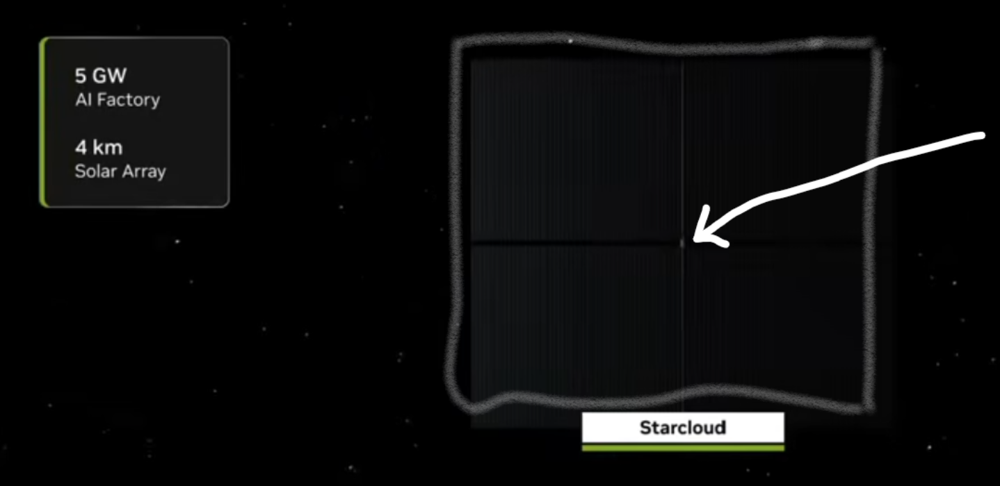 5 GW
AI Factory
4 km
Solar Array
Starcloud